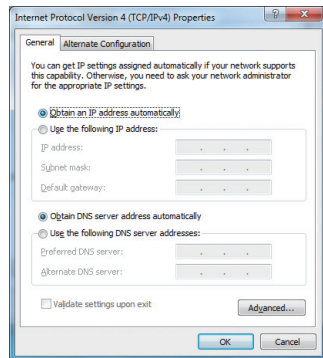 Internet Protocol Version 4 (TCP/IPv4) Properties
General
Alternate Configuration
You can get IP settings assigned automatically if your network supports
this capability. Otherwise, you need to ask your network administrator
for the appropriate IP settings.
Obtain an IP address automatically
Use the following IP address:
IP address:
Subnet mask:
Default gateway:
Obtain DNS server address automatically
Use the following DNS server addresses:
Preferred DNS server:
Alternate DNS server:
Validate settings upon exit
Advanced...
OK
Cancel